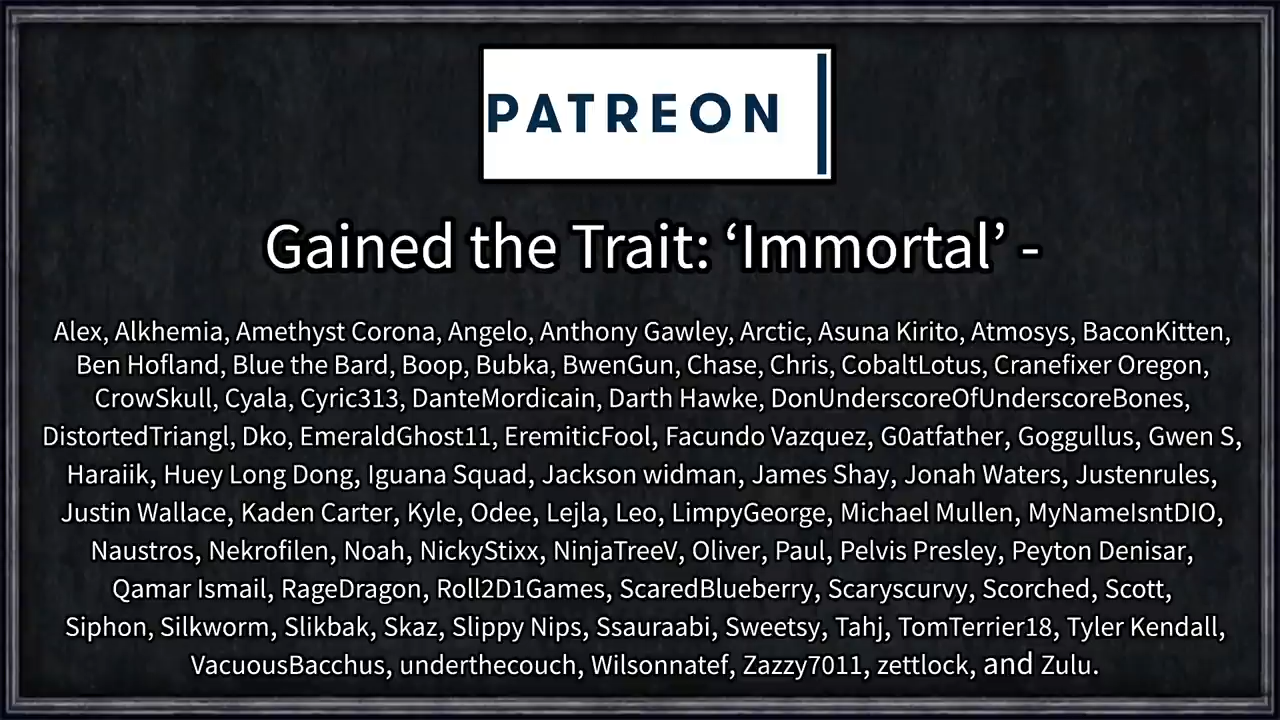 PATREON
Gained the Trait: ‘Immortal’ -
Alex, Alkhemia, Amethyst Corona, Angelo, Anthony Gawley, Arctic, Asuna Kirito, Atmosys, BaconKitten,
Ben Hofland, Blue the Bard, Boop, Bubka, BwenGun, Chase, Chris, CobaltLotus, Cranefixer Oregon,
CrowSkull, Cyala, Cyric313, DanteMordicain, Darth Hawke, DonUnderscoreOfUnderscoreBones,
DistortedTriangl, Dko, EmeraldGhost11, EremiticFool, Facundo Vazquez, G0atfather, Goggullus, Gwen S,
Haraiik, Huey Long Dong, Iguana Squad, Jackson widman, James Shay, Jonah Waters, Justenrules,
Justin Wallace, Kaden Carter, Kyle, Odee, Lejla, Leo, LimpyGeorge, Michael Mullen, MyNameIsntDIO,
Naustros, Nekrofilen, Noah, NickyStixx, NinjaTreeV, Oliver, Paul, Pelvis Presley, Peyton Denisar,
Qamar Ismail, RageDragon, Roll2D1Games, ScaredBlueberry, Scaryscurvy, Scorched, Scott,
Siphon, Silkworm, Slikbak, Skaz, Slippy Nips, Ssauraabi, Sweetsy, Tahj, TomTerrier18, Tyler Kendall,
VacuousBacchus, underthecouch, Wilsonnatef, Zazzy7011, zettlock, and Zulu.